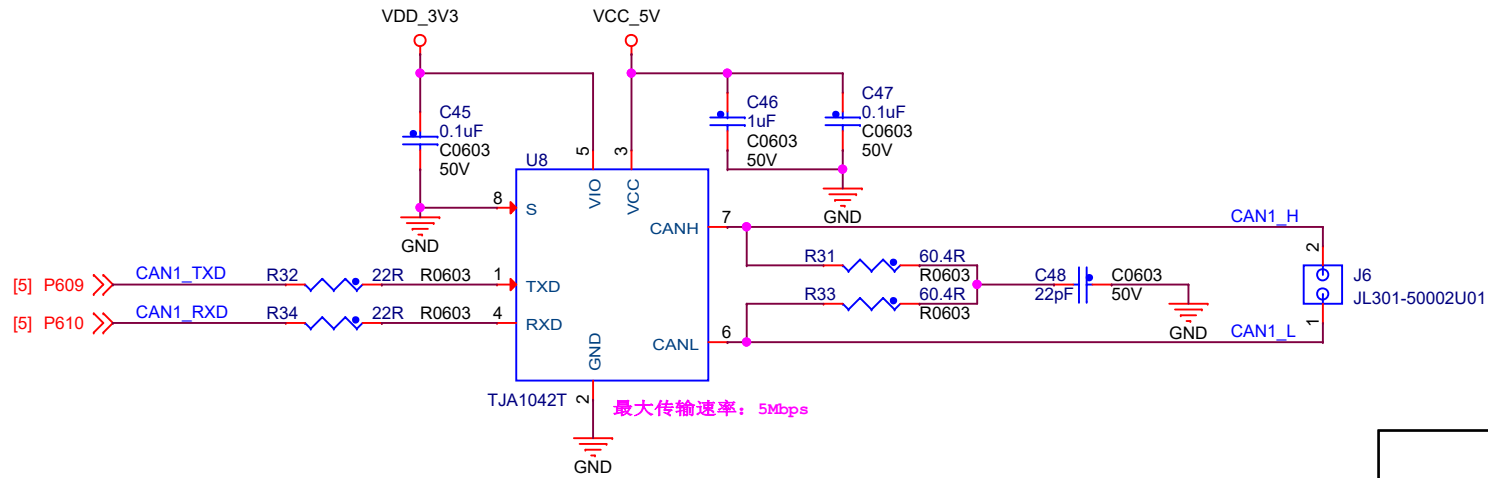 VDD_3V3
VCC_5V
C45
0.1uF
C0603
50V
C46
1uF
C0603
50V
C47
0.1uF
C0603
50V
GND
GND
U8
5
3
8
S
VIO
VCC
CANH
7
CAN1_H
[5] P609
CAN1_TXD
R32
22R
R0603
1
TXD
[5] P610
CAN1_RXD
R34
22R
R0603
4
RXD
GND
CANL
6
R31
60.4R
R0603
R33
60.4R
R0603
C48
22pF
C0603
50V
GND
CAN1_L
2
1
J6
JL301-50002U01
TJA1042T
2
最大传输速率：5Mbps
GND